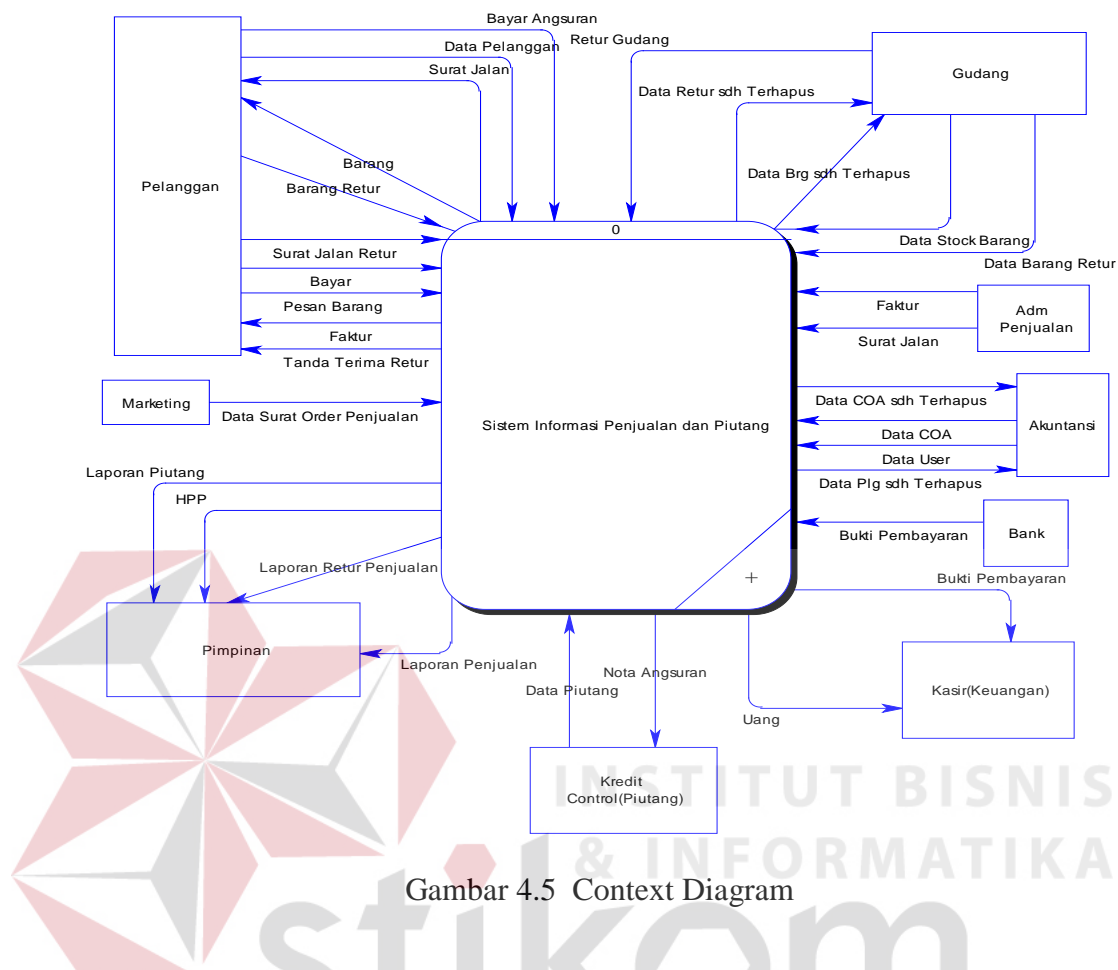 Bayar Angsuran
Data Pelanggan
Surat Jalan
Retur Gudang
Gudang
Data Retur sdh Terhapus
Pelanggan
Barang
Barang Retur
Data Brg sdh Terhapus
0
Surat Jalan Retur
Data Stock Barang
Bayar
Data Barang Retur
Pesan Barang
Faktur
Adm
Penjualan
Faktur
Surat Jalan
Tanda Terima Retur
Marketing
Data Surat Order Penjualan
Sistem Informasi Penjualan dan Piutang
Data COA sdh Terhapus
Akuntansi
Data COA
Data User
Data Plg sdh Terhapus
Laporan Piutang
HPP
Bukti Pembayaran
Bank
Laporan Retur Penjualan
+
Bukti Pembayaran
Pimpinan
Laporan Penjualan
Nota Angsuran
Data Piutang
Kasir(Keuangan)
Uang
Kredit
Control(Piutang)
INSTITUT BISNIS
& INFORMATIKA
Gambar 4.5 Context Diagram
stikom